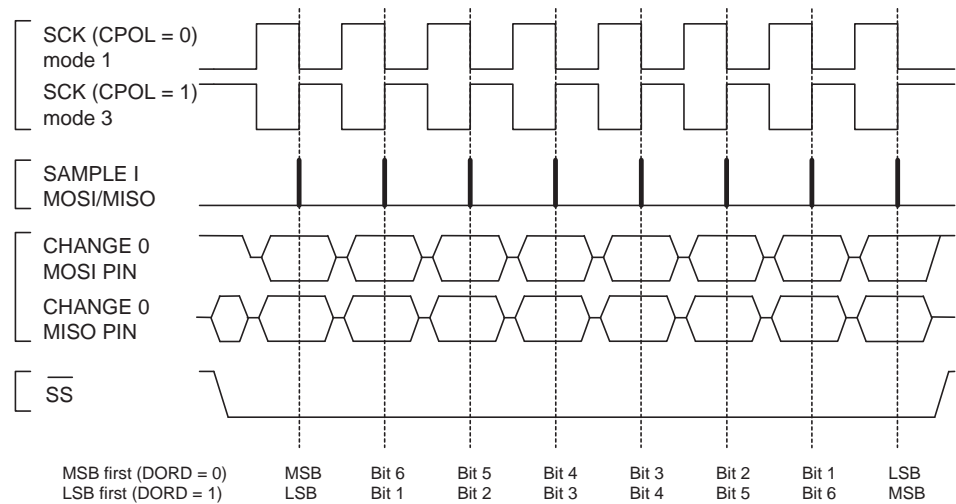 SCK (CPOL = 0)
mode 1
SCK (CPOL = 1)
mode 3
SAMPLE I
MOSI/MISO
CHANGE 0
MOSI PIN
CHANGE 0
MISO PIN
SS
MSB first (DORD = 0) MSB Bit 6 Bit 5 Bit 4 Bit 3 Bit 2 Bit 1 LSB
LSB first (DORD = 1) LSB Bit 1 Bit 2 Bit 3 Bit 4 Bit 5 Bit 6 MSB